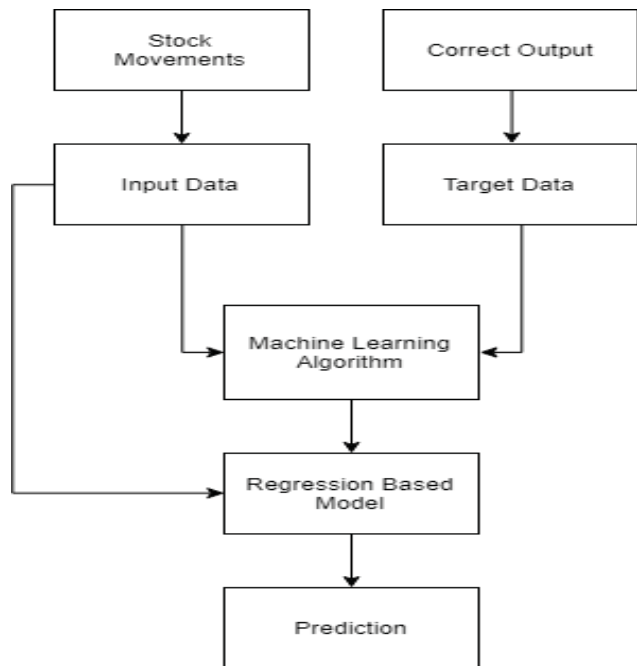 Stock
Movements
Correct Output
Input Data
Target Data
Machine Learning
Algorithm
Regression Based
Model
Prediction